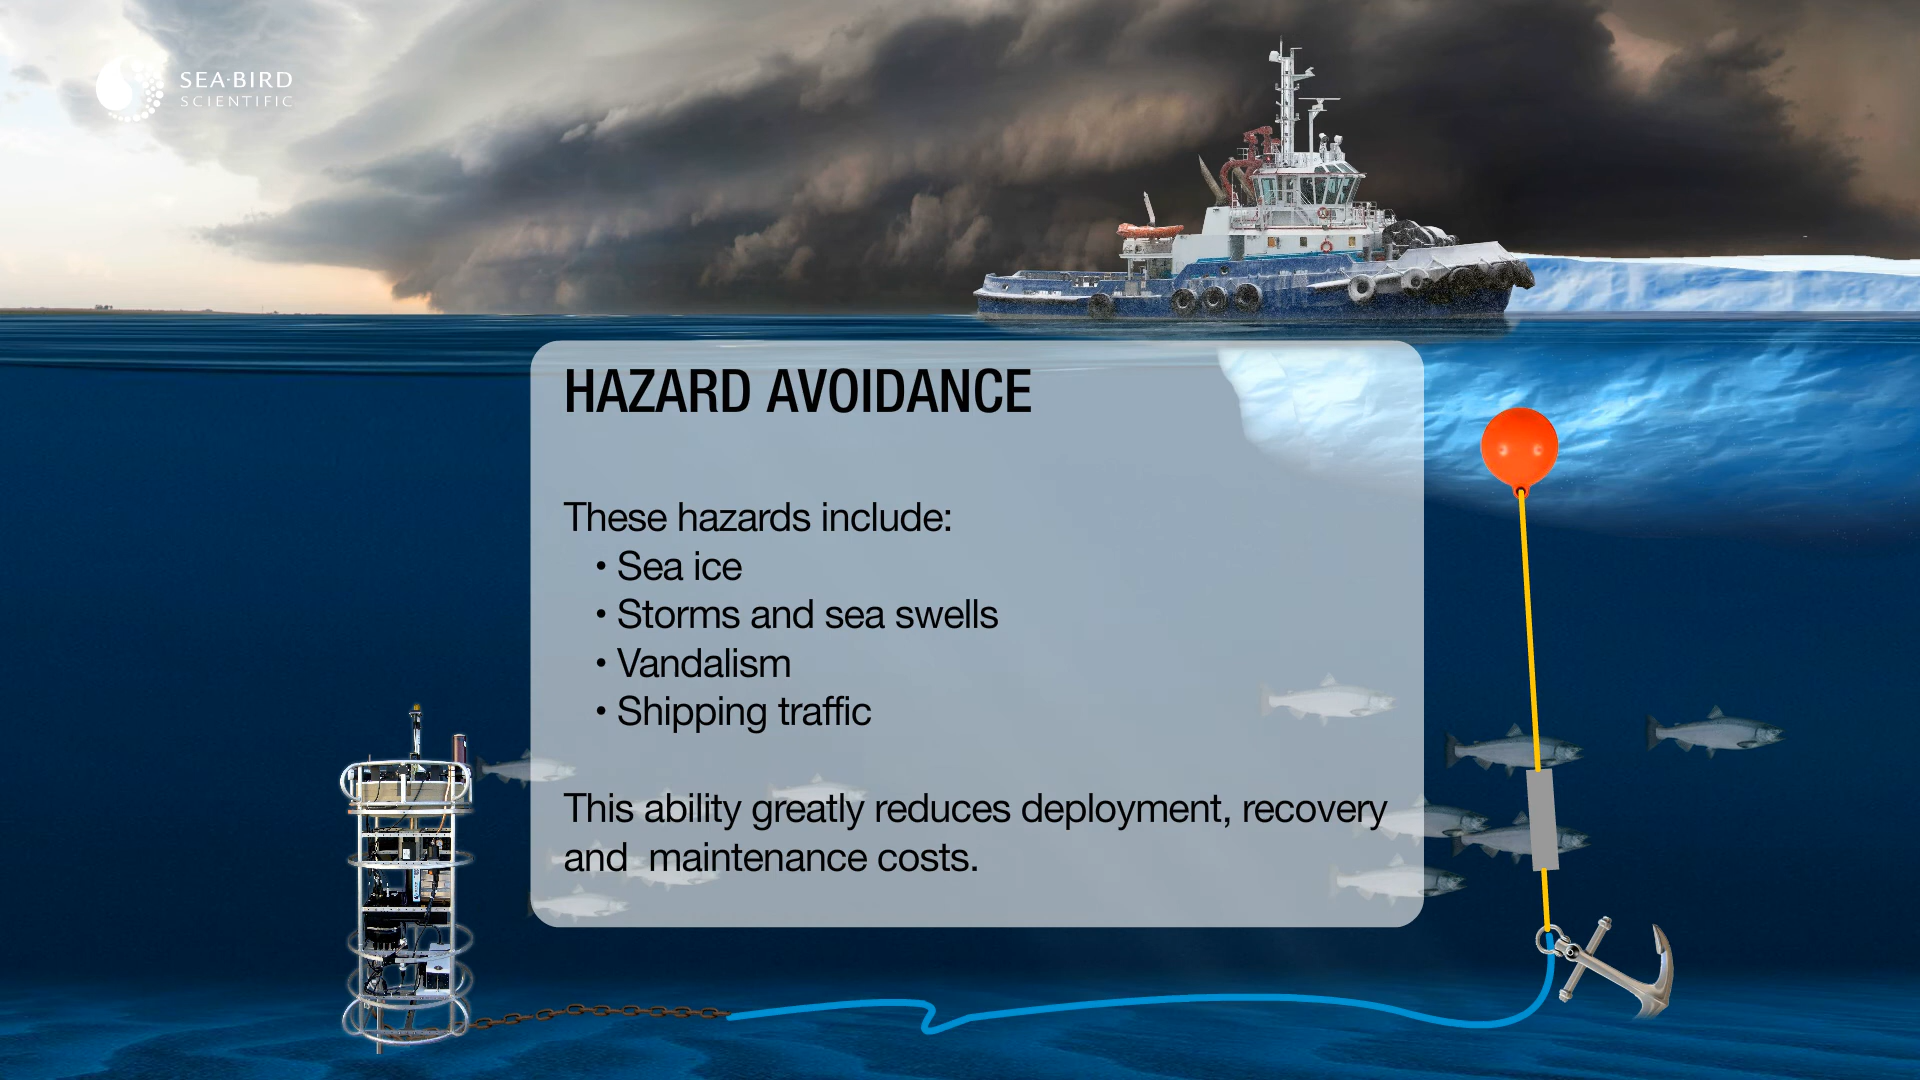 SEA·BIRD
SCIENTIFIC
HAZARD AVOIDANCE
These hazards include:
• Sea ice
• Storms and sea swells
• Vandalism
• Shipping traffic
This ability greatly reduces deployment, recovery
and  maintenance costs.